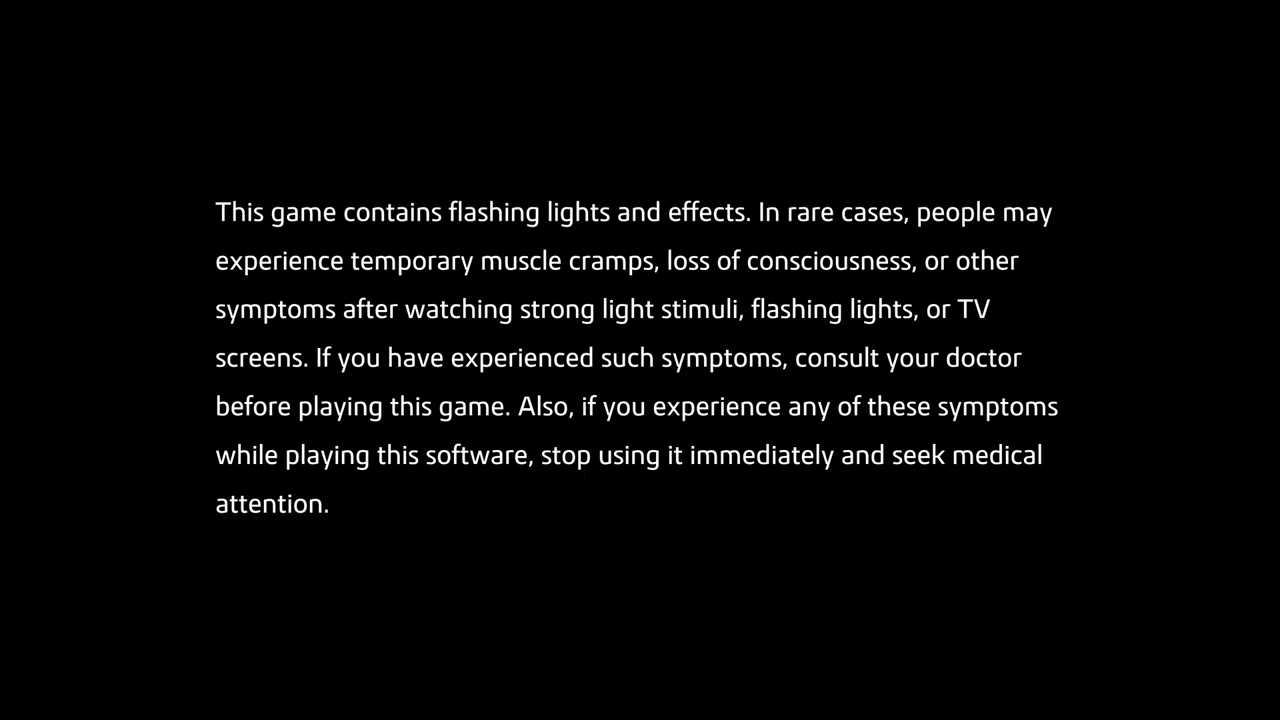 This game contains flashing lights and effects. In rare cases, people may
experience temporary muscle cramps, loss of consciousness, or other
symptoms after watching strong light stimuli, flashing lights, or TV
screens. If you have experienced such symptoms, consult your doctor
before playing this game. Also, if you experience any of these symptoms
while playing this software, stop using it immediately and seek medical
attention.